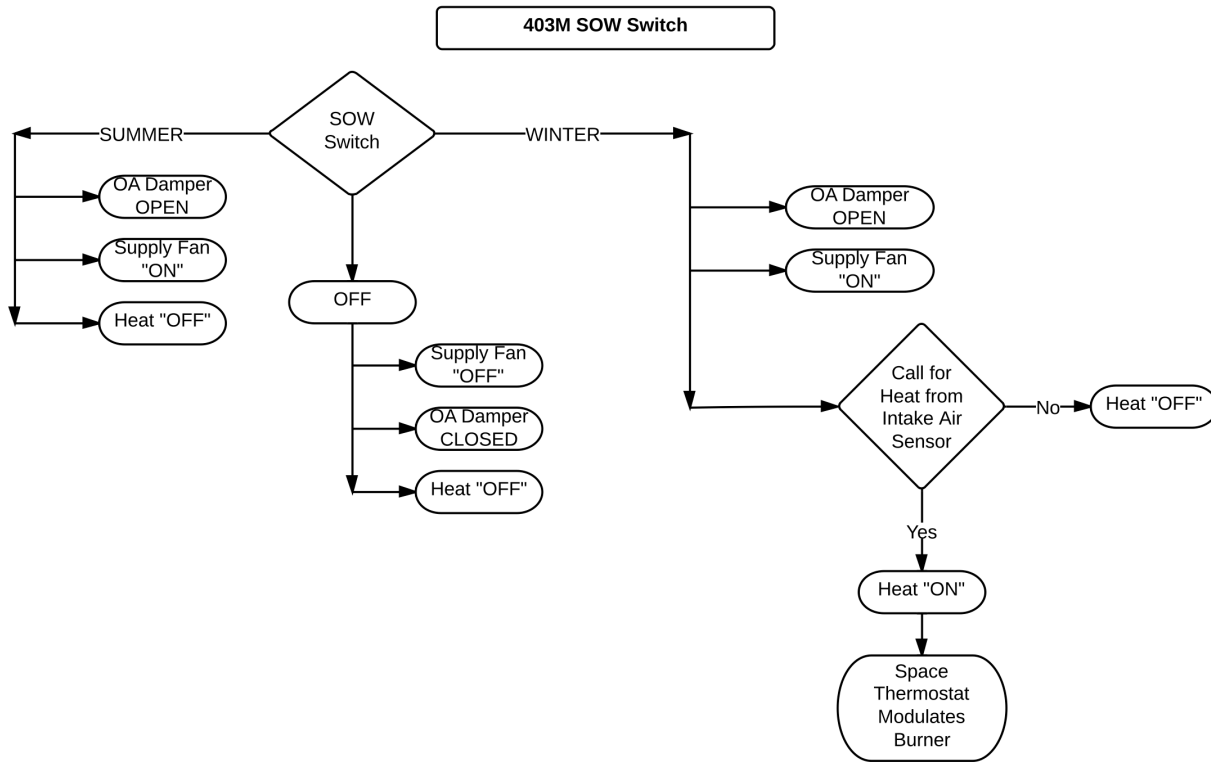 403M SOW Switch
SOW
Switch
SUMMER
WINTER
OA Damper
OPEN
Supply Fan
"ON"
Heat "OFF"
OFF
Supply Fan
"OFF"
OA Damper
CLOSED
Heat "OFF"
OA Damper
OPEN
Supply Fan
"ON"
Call for
Heat from
Intake Air
Sensor
No
Heat "OFF"
Yes
Heat "ON"
Space
Thermostat
Modulates
Burner